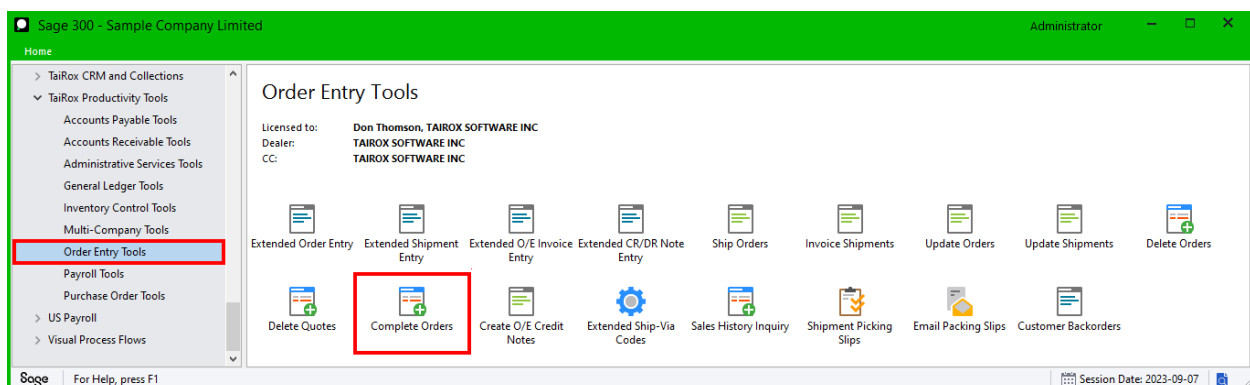 Sage 300 - Sample Company Limited
Administrator
Home
TaiRox CRM and Collections
TaiRox Productivity Tools
Accounts Payable Tools
Accounts Receivable Tools
Administrative Services Tools
General Ledger Tools
Inventory Control Tools
Multi-Company Tools
Order Entry Tools
Payroll Tools
Purchase Order Tools
US Payroll
Visual Process Flows
Order Entry Tools
Licensed to: Don Thomson, TAIROX SOFTWARE INC
Dealer: TAIROX SOFTWARE INC
CC: TAIROX SOFTWARE INC
Extended Order Entry
Extended Shipment
Entry
Extended O/E Invoice
Entry
Extended CR/DR Note
Entry
Ship Orders
Invoice Shipments
Update Orders
Update Shipments
Delete Orders
Delete Quotes
Complete Orders
Create O/E Credit
Notes
Extended Ship-Via
Codes
Sales History Inquiry
Shipment Picking
Slips
Email Packing Slips
Customer Backorders
Sage
For Help, press F1
Session Date: 2023-09-07